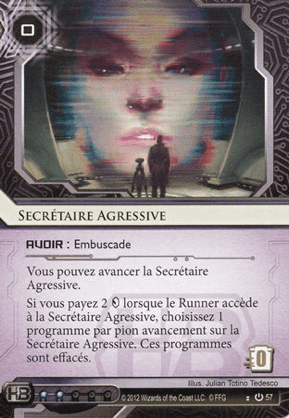 0
SECRÉTAIRE AGRESSIVE
AVOIR : Embuscade
Vous pouvez avancer la Secrétaire
Agressive.
Si vous payez 2 lorsque le Runner accède
à la Secrétaire Agressive, choisissez 1
programme par pion avancement sur la
Secrétaire Agressive. Ces programmes
sont effacés.
0
Illus. Julian Totino Tedesco
HB
© 2012 Wizards of the Coast LLC. © FFG
57